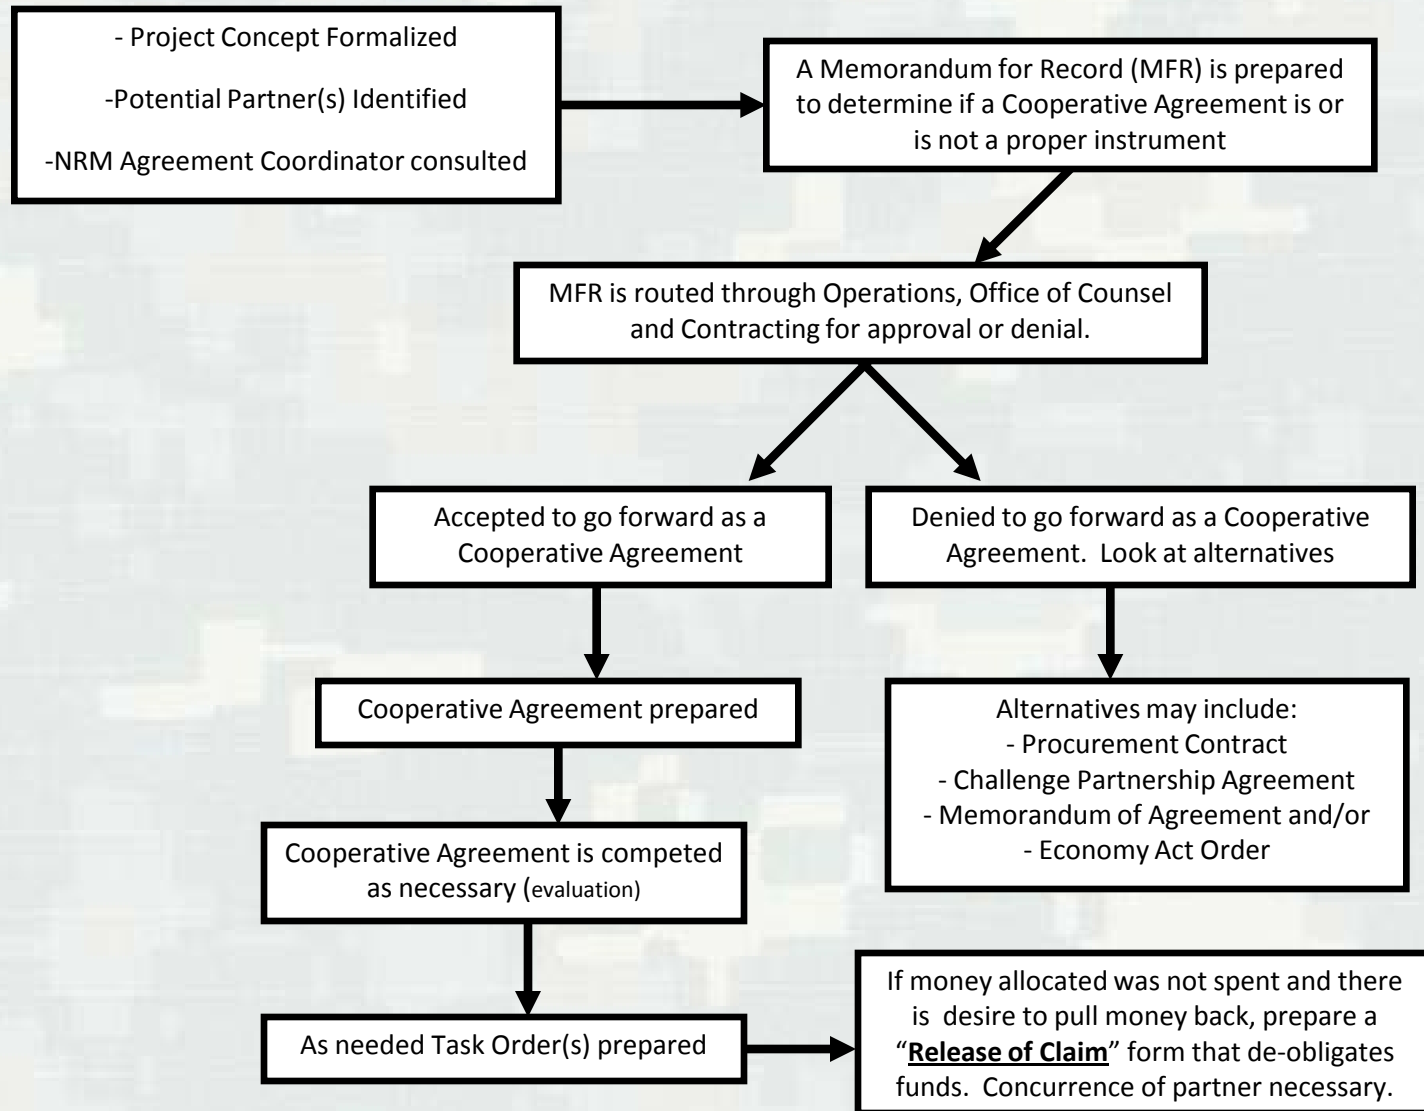 - Project Concept Formalized
-Potential Partner(s) Identified
-NRM Agreement Coordinator consulted
A Memorandum for Record (MFR) is prepared
to determine if a Cooperative Agreement is or
is not a proper instrument
MFR is routed through Operations, Office of Counsel
and Contracting for approval or denial.
Accepted to go forward as a
Cooperative Agreement
Denied to go forward as a Cooperative
Agreement. Look at alternatives
Cooperative Agreement prepared
Alternatives may include:
- Procurement Contract
- Challenge Partnership Agreement
- Memorandum of Agreement and/or
- Economy Act Order
Cooperative Agreement is competed
as necessary (evaluation)
As needed Task Order(s) prepared
If money allocated was not spent and there
is desire to pull money back, prepare a
“Release of Claim” form that de-obligates
funds. Concurrence of partner necessary.